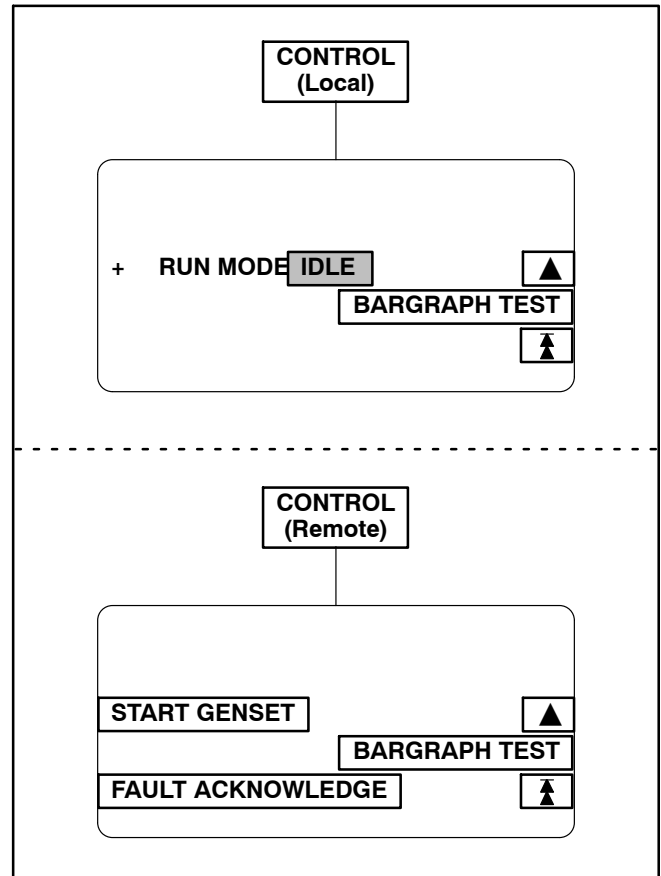 CONTROL
(Local)
+ RUN MODE IDLE
BARGRAPH TEST
CONTROL
(Remote)
START GENSET
BARGRAPH TEST
FAULT ACKNOWLEDGE